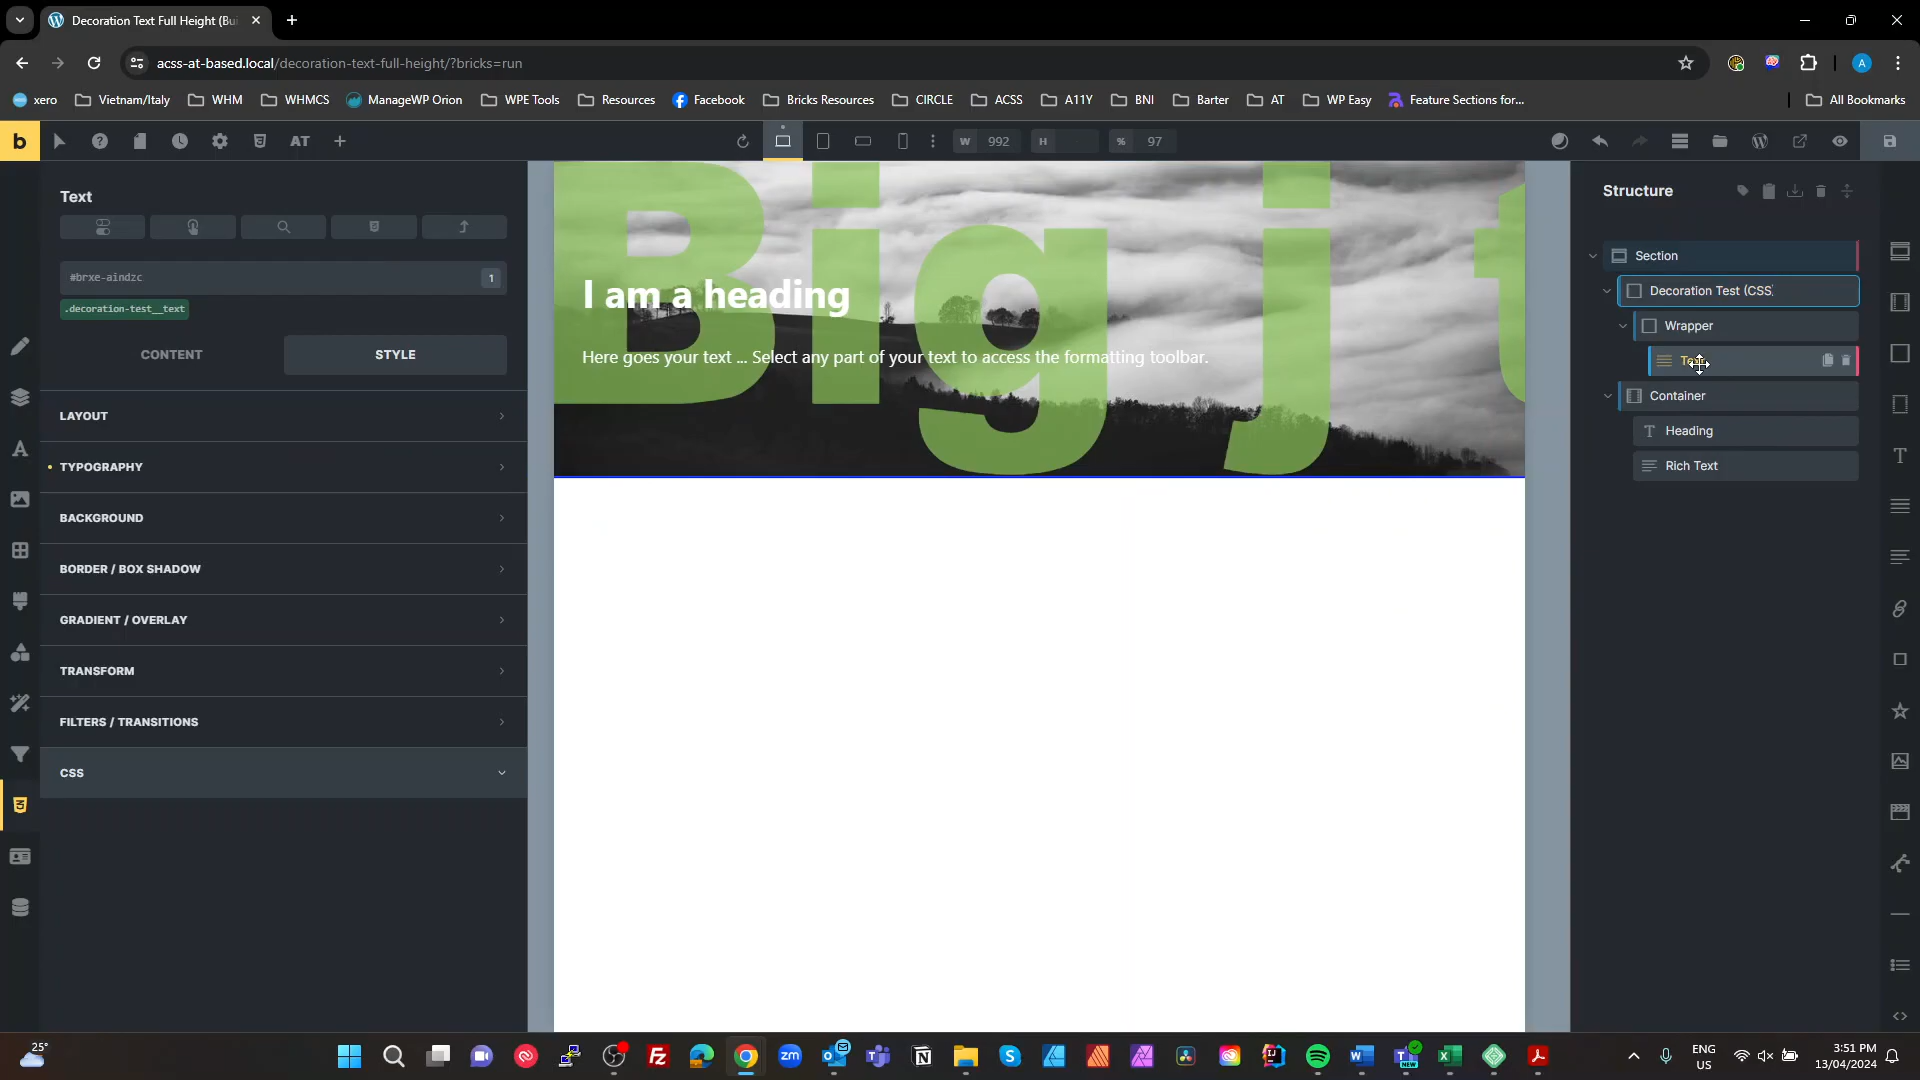 Decoration Text Full Height (Bu
acss-at-based.local/decoration-text-full-height/?bricks=run
xero
Vietnam/Italy
WHM
WHMCS
ManageWP Orion
WPE Tools
Resources
Facebook
Bricks Resources
CIRCLE
ACSS
A11Y
BNI
Barter
AT
WP Easy
Feature Sections for...
All Bookmarks
b
AT
W 992
H
% 97
Text
#brxe-aindzc
1
.decoration-test__text
CONTENT
STYLE
LAYOUT
TYPOGRAPHY
BACKGROUND
BORDER / BOX SHADOW
GRADIENT / OVERLAY
TRANSFORM
FILTERS / TRANSITIONS
CSS
Big j t
I am a heading
Here goes your text ... Select any part of your text to access the formatting toolbar.
Structure
Section
Decoration Test (CSS)
Wrapper
Text
Container
Heading
Rich Text
25°
zm
NEW
ENG
US
3:51 PM
13/04/2024